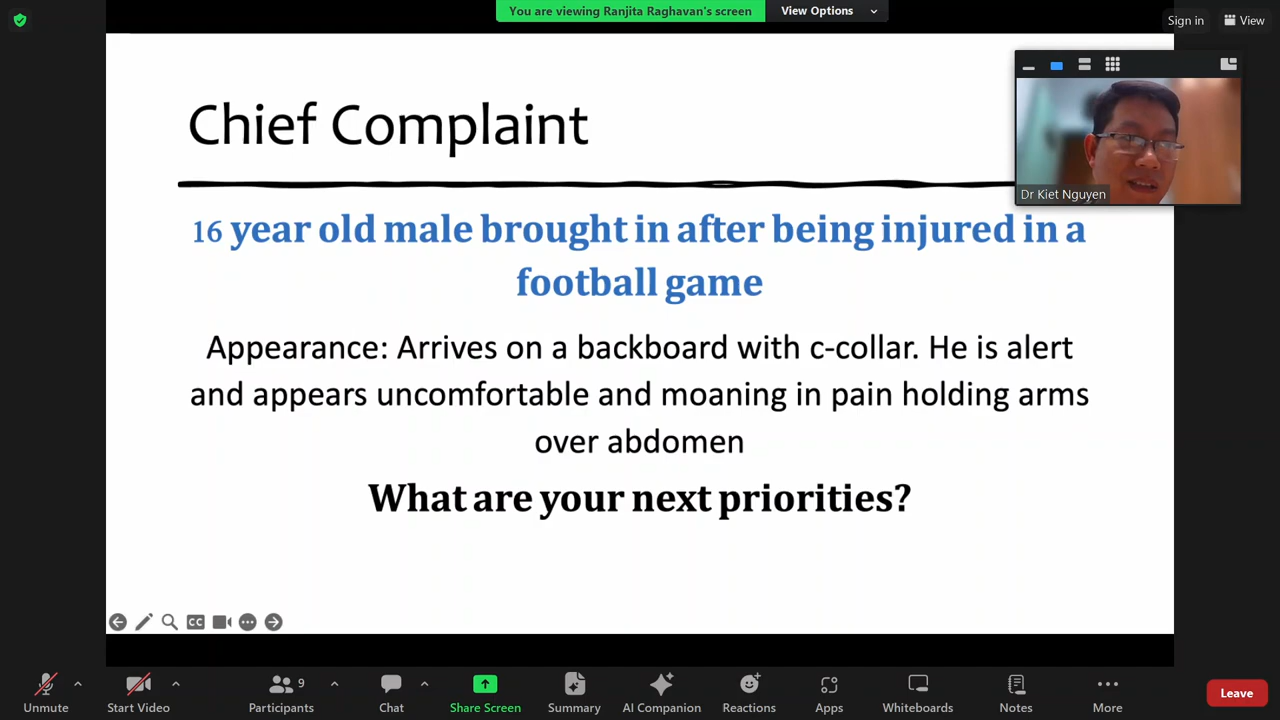 You are viewing Ranjita Raghavan's screen
View Options
Sign in
View
Chief Complaint
Dr Kiet Nguyen
16 year old male brought in after being injured in a
football game
Appearance: Arrives on a backboard with c-collar. He is alert
and appears uncomfortable and moaning in pain holding arms
over abdomen
What are your next priorities?
CC
Unmute
Start Video
9
Participants
Chat
Share Screen
Summary
AI Companion
Reactions
Apps
Whiteboards
Notes
More
Leave